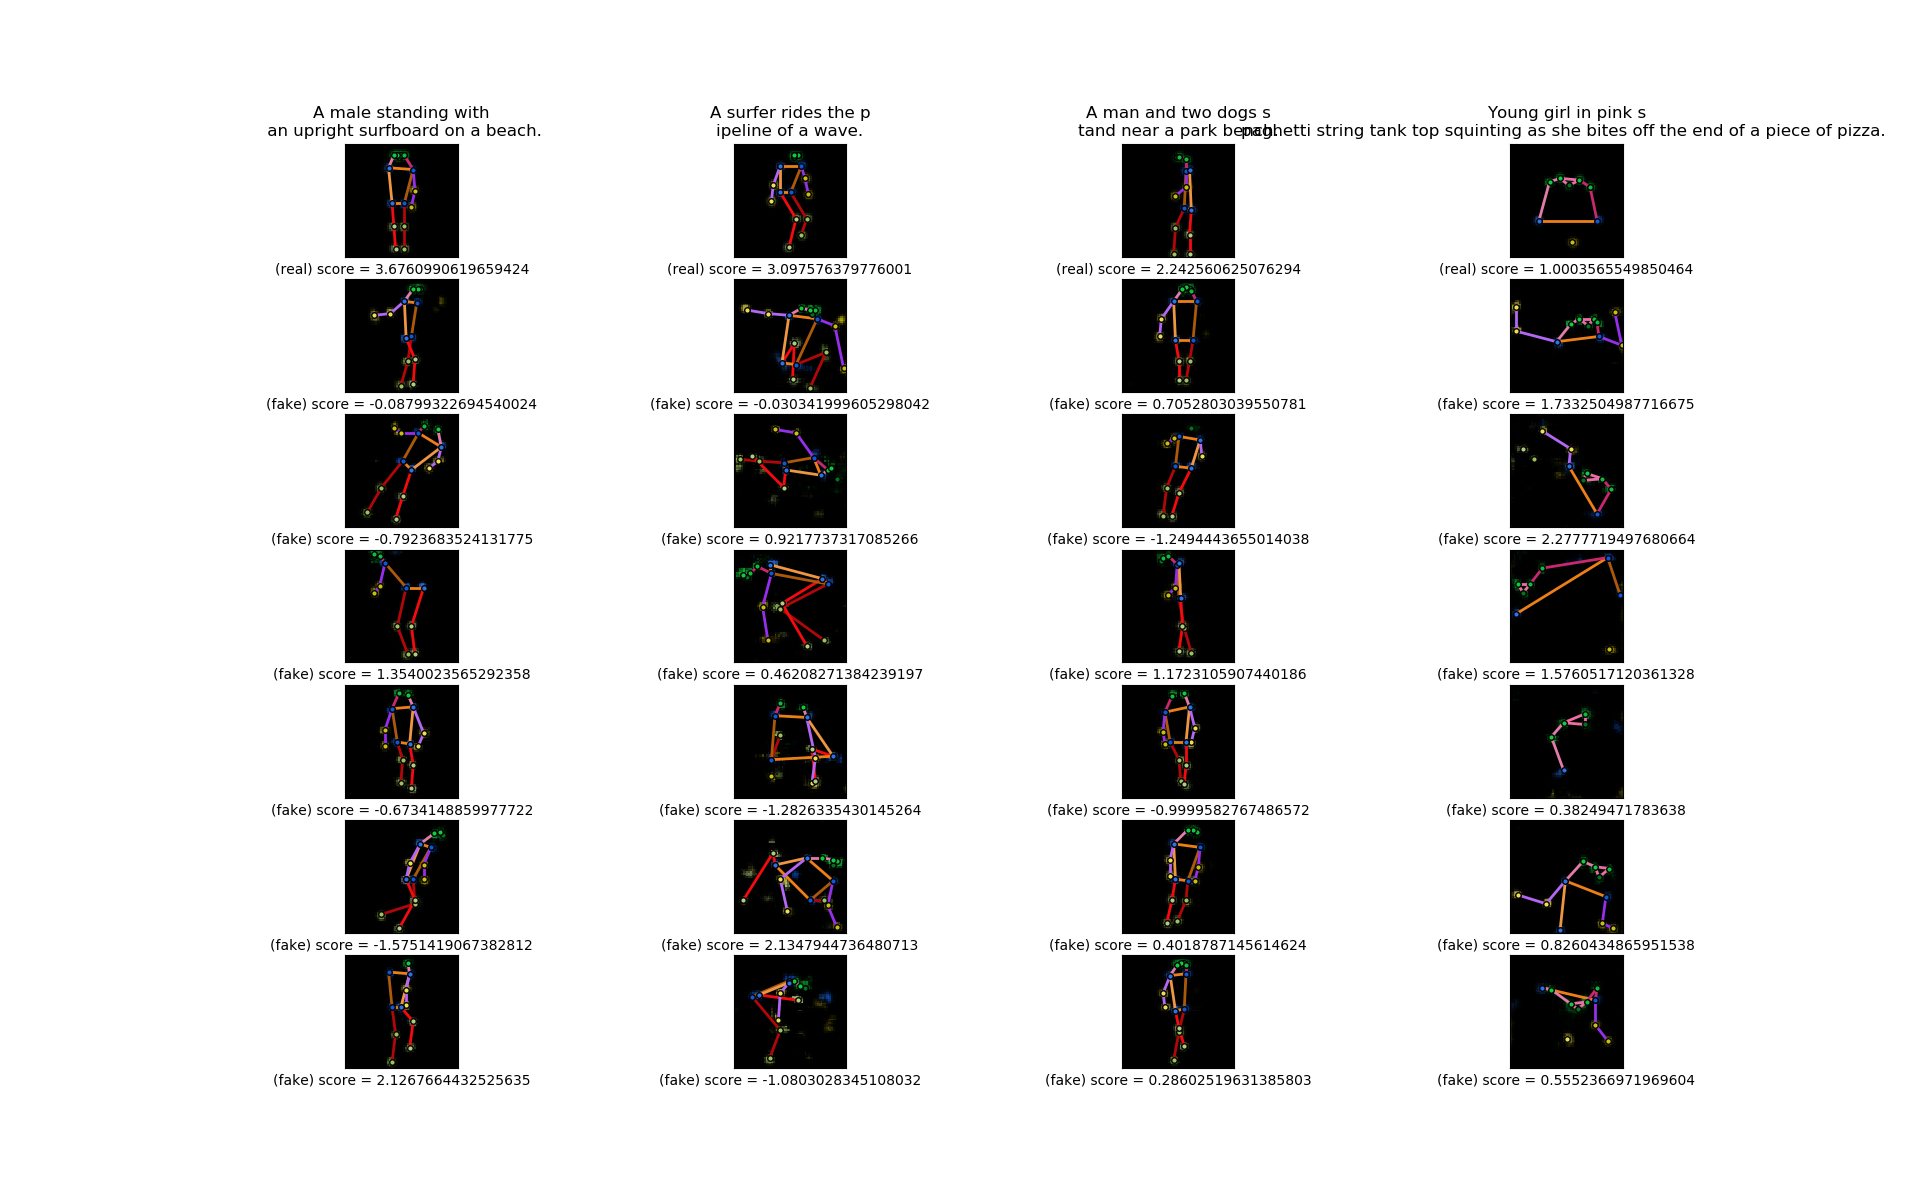 A male standing with
an upright surfboard on a beach.
A surfer rides the p
ipeline of a wave.
A man and two dogs s
tand near a park bench.
Young girl in pink s
paghetti string tank top squinting as she bites off the end of a piece of pizza.
(real) score = 3.6760990619659424
(real) score = 3.097576379776001
(real) score = 2.242560625076294
(real) score = 1.0003565549850464
(fake) score = -0.08799322694540024
(fake) score = -0.030341999605298042
(fake) score = 0.7052803039550781
(fake) score = 1.7332504987716675
(fake) score = -0.7923683524131775
(fake) score = 0.9217737317085266
(fake) score = -1.2494443655014038
(fake) score = 2.2777719497680664
(fake) score = 1.3540023565292358
(fake) score = 0.46208271384239197
(fake) score = 1.1723105907440186
(fake) score = 1.5760517120361328
(fake) score = -0.6734148859977722
(fake) score = -1.2826335430145264
(fake) score = -0.9999582767486572
(fake) score = 0.38249471783638
(fake) score = -1.5751419067382812
(fake) score = 2.1347944736480713
(fake) score = 0.4018787145614624
(fake) score = 0.8260434865951538
(fake) score = 2.1267664432525635
(fake) score = -1.0803028345108032
(fake) score = 0.28602519631385803
(fake) score = 0.5552366971969604